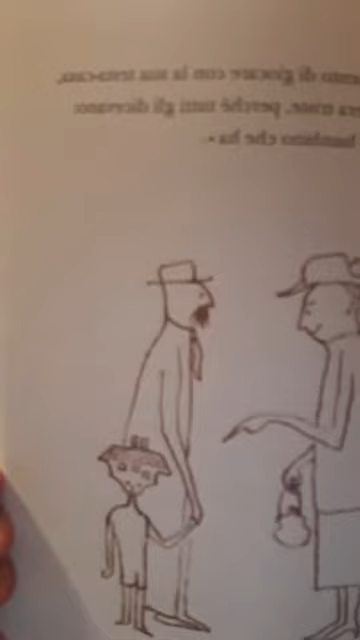 di giocare con la sua testa-casa,
triste, perché tutti gli dicevano:
bambino che ha».